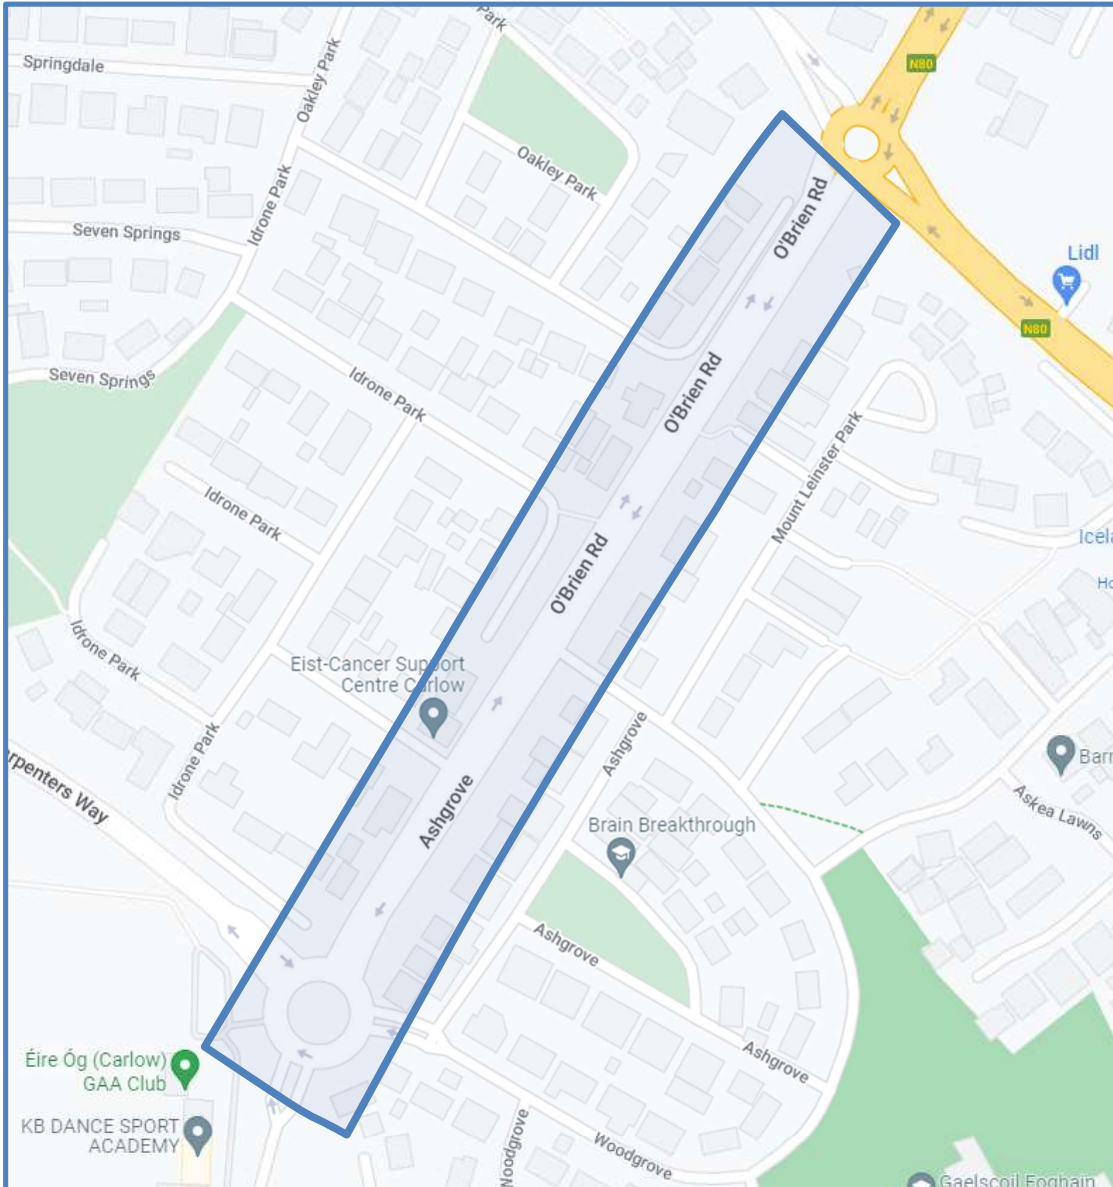 Park
Springdale
Oakley Park
N80
Oakley Park
O'Brien Rd
Idrone Park
Seven Springs
Lidl
N80
Seven Springs
Idrone Park
O'Brien Rd
Mount Leinster Park
Idrone Park
Icela
Ho
O'Brien Rd
Idrone Park
Eist-Cancer Support
Centre Carlow
Ashgrove
Idrone Park
Barr
arpenters Way
Askea Lawns
Ashgrove
Brain Breakthrough
Ashgrove
Éire Óg (Carlow)
GAA Club
Ashgrove
KB DANCE SPORT
ACADEMY
Woodgrove
Woodgrove
Gaelscoil Eoghain